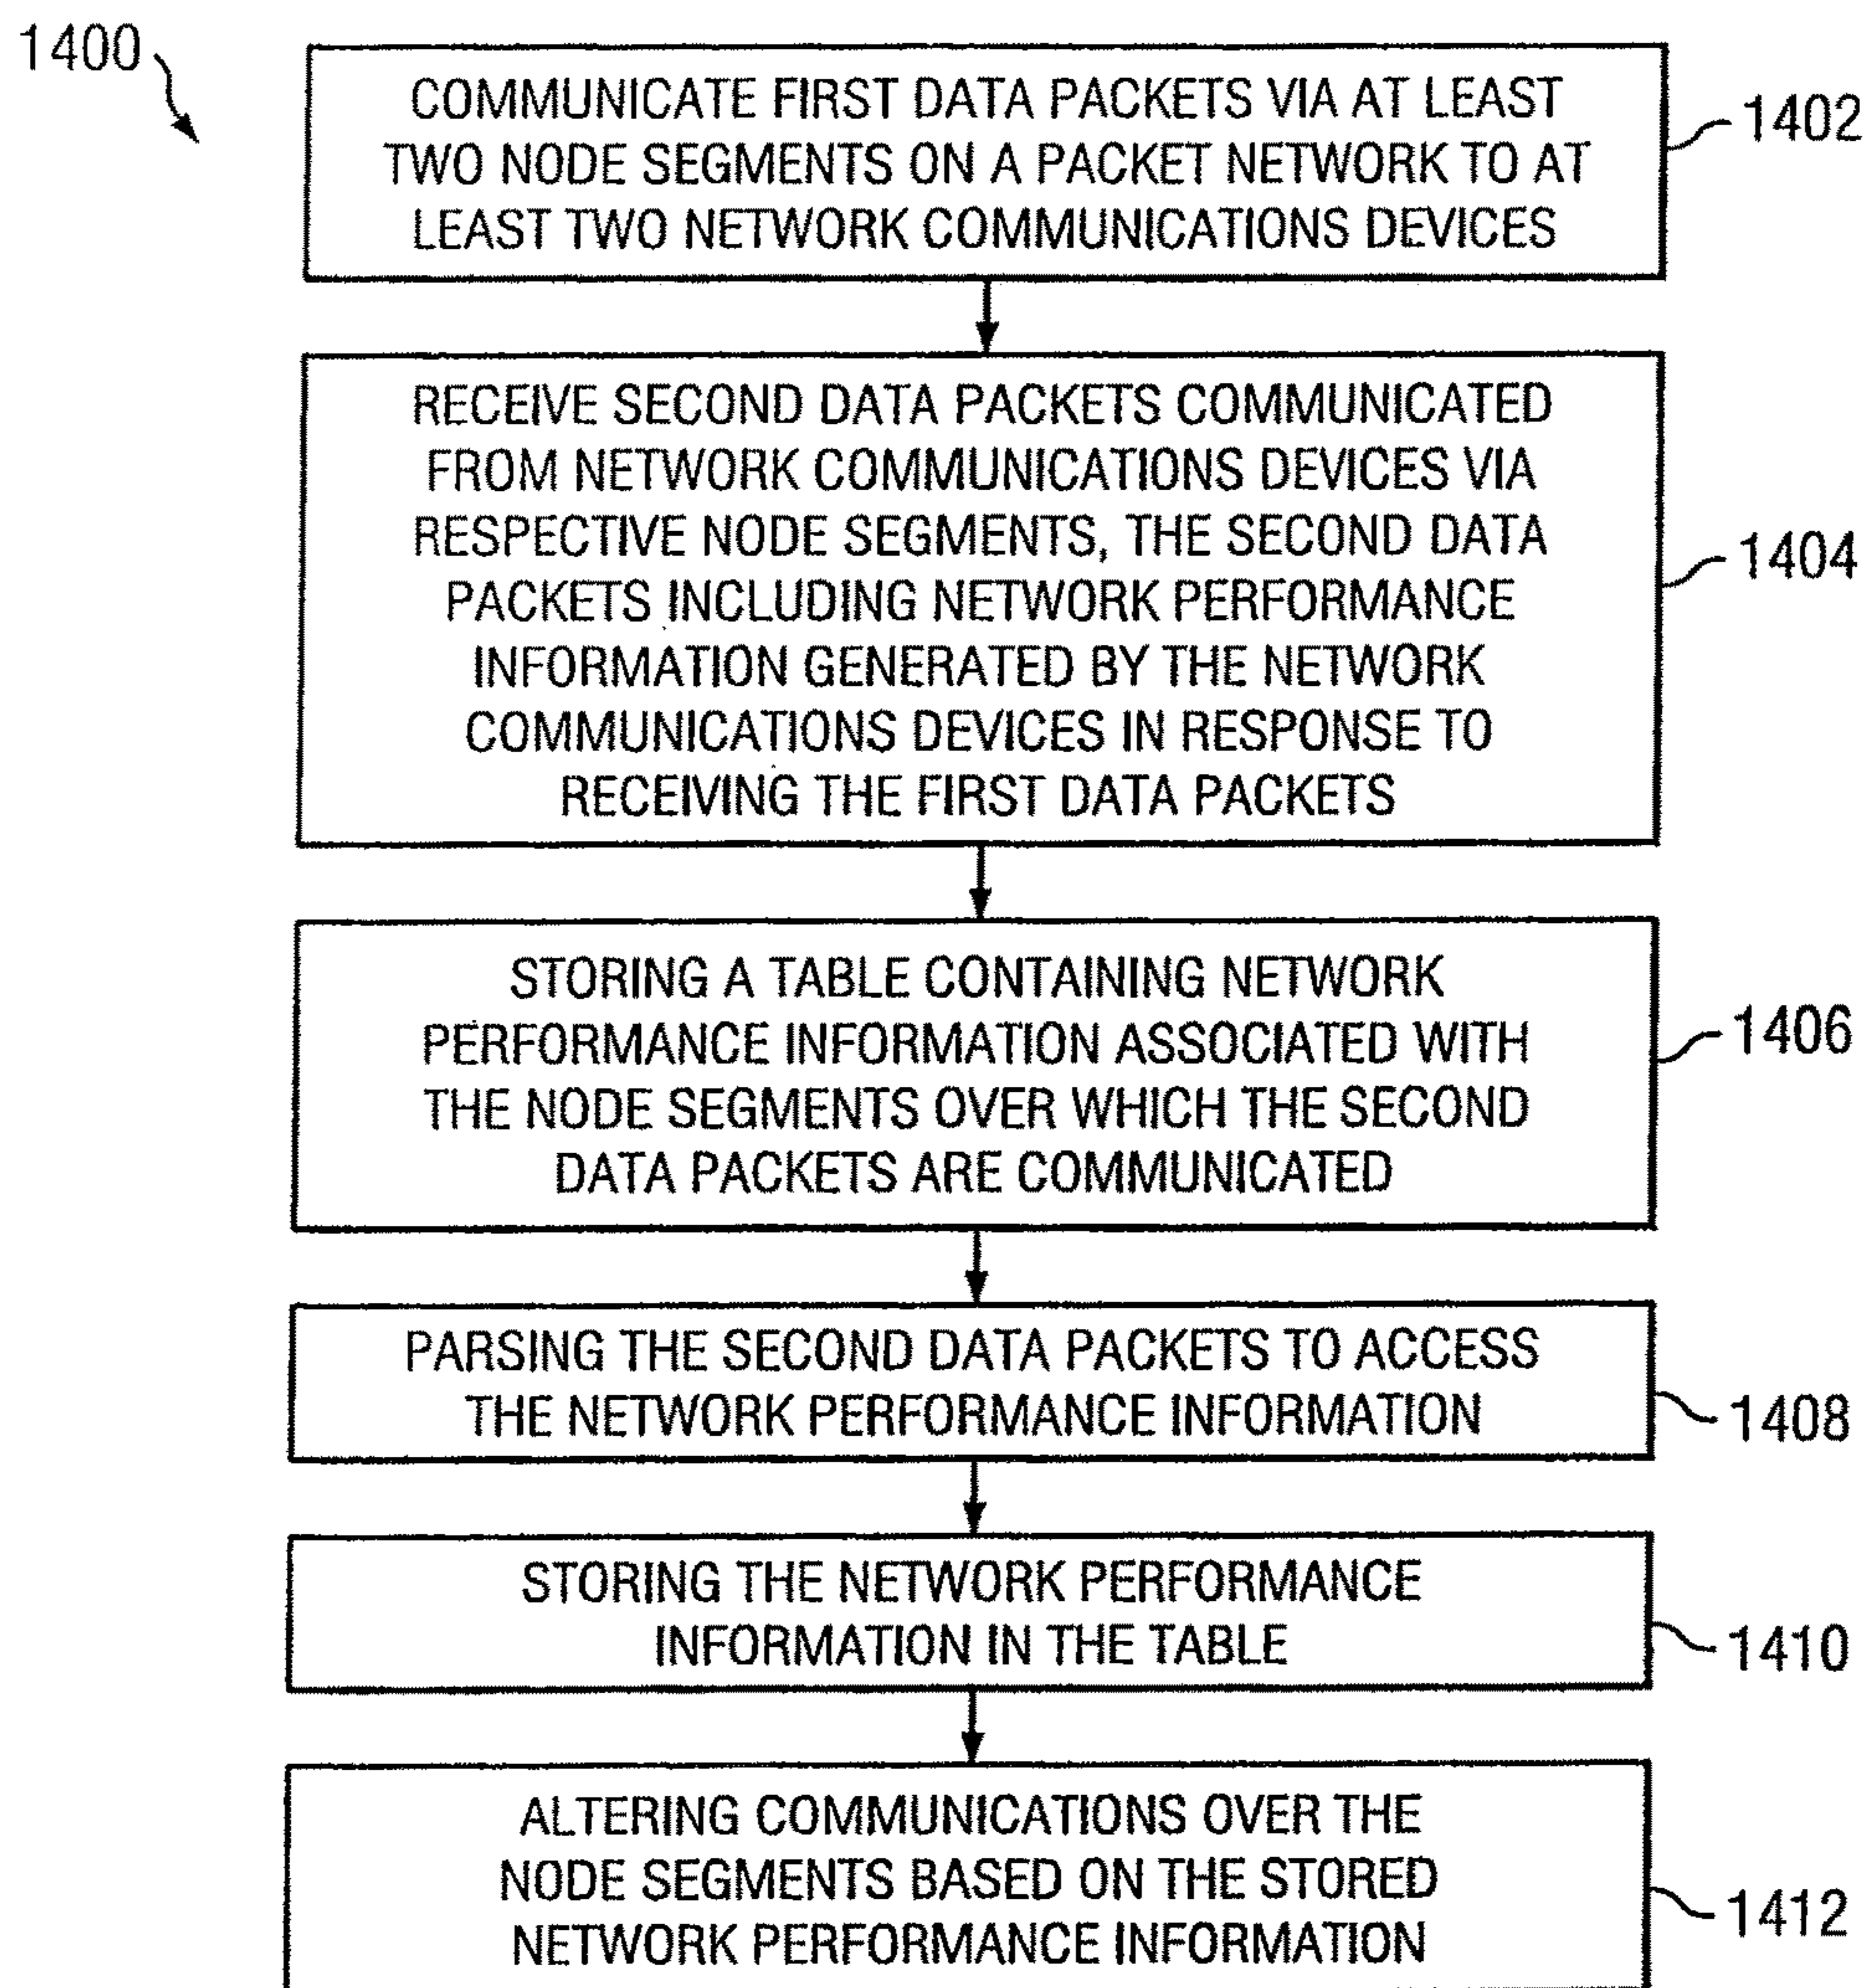 1400
COMMUNICATE FIRST DATA PACKETS VIA AT LEAST
TWO NODE SEGMENTS ON A PACKET NETWORK TO AT
LEAST TWO NETWORK COMMUNICATIONS DEVICES
1402
RECEIVE SECOND DATA PACKETS COMMUNICATED
FROM NETWORK COMMUNICATIONS DEVICES VIA
RESPECTIVE NODE SEGMENTS, THE SECOND DATA
PACKETS INCLUDING NETWORK PERFORMANCE
INFORMATION GENERATED BY THE NETWORK
COMMUNICATIONS DEVICES IN RESPONSE TO
RECEIVING THE FIRST DATA PACKETS
1404
STORING A TABLE CONTAINING NETWORK
PERFORMANCE INFORMATION ASSOCIATED WITH
THE NODE SEGMENTS OVER WHICH THE SECOND
DATA PACKETS ARE COMMUNICATED
1406
PARSING THE SECOND DATA PACKETS TO ACCESS
THE NETWORK PERFORMANCE INFORMATION
1408
STORING THE NETWORK PERFORMANCE
INFORMATION IN THE TABLE
1410
ALTERING COMMUNICATIONS OVER THE
NODE SEGMENTS BASED ON THE STORED
NETWORK PERFORMANCE INFORMATION
1412